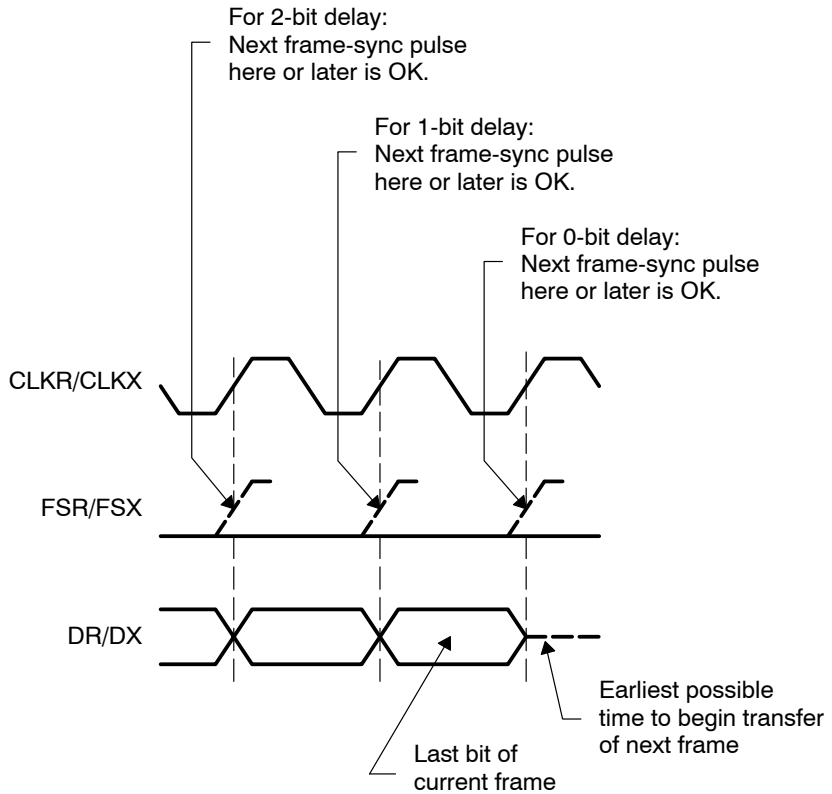 For 2-bit delay:
Next frame-sync pulse
here or later is OK.
For 1-bit delay:
Next frame-sync pulse
here or later is OK.
For 0-bit delay:
Next frame-sync pulse
here or later is OK.
CLKR/CLKX
FSR/FSX
DR/DX
Earliest possible
time to begin transfer
of next frame
Last bit of
current frame